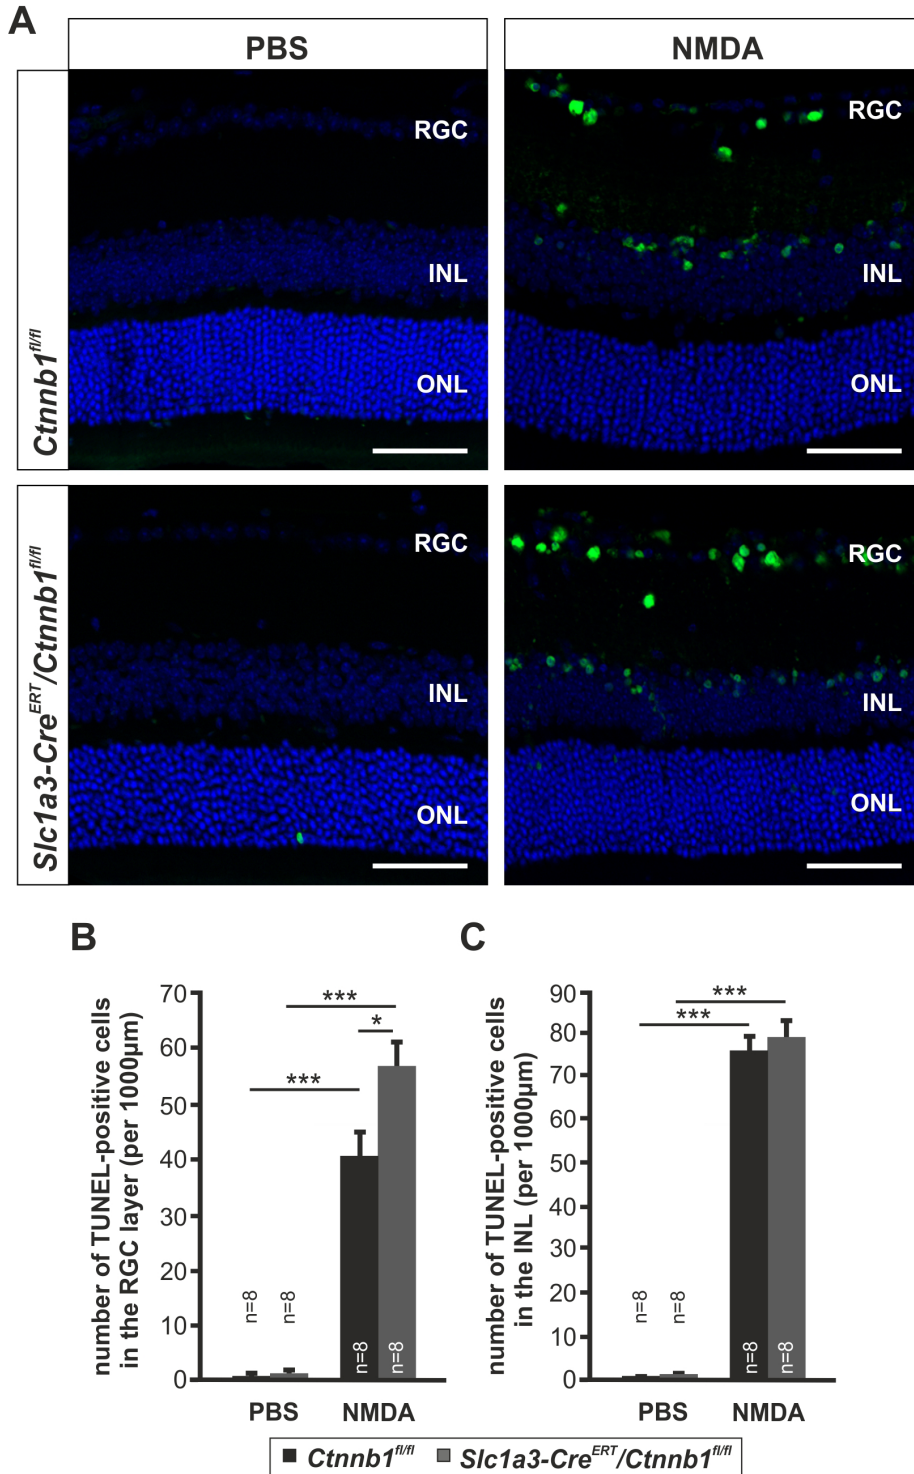 A
PBS
NMDA
Ctnnb1fl/fl
RGC
INL
ONL
RGC
INL
ONL
Slc1a3-CreERT/Ctnnb1fl/fl
RGC
INL
ONL
RGC
INL
ONL
B
number of TUNEL-positive cells
in the RGC layer (per 1000µm)
70
60
50
40
30
20
10
0
***
***
*
n=8
n=8
n=8
n=8
PBS
NMDA
C
number of TUNEL-positive cells
in the INL (per 1000µm)
90
80
70
60
50
40
30
20
10
0
***
***
n=8
n=8
n=8
n=8
PBS
NMDA
Ctnnb1fl/fl
Slc1a3-CreERT/Ctnnb1fl/fl